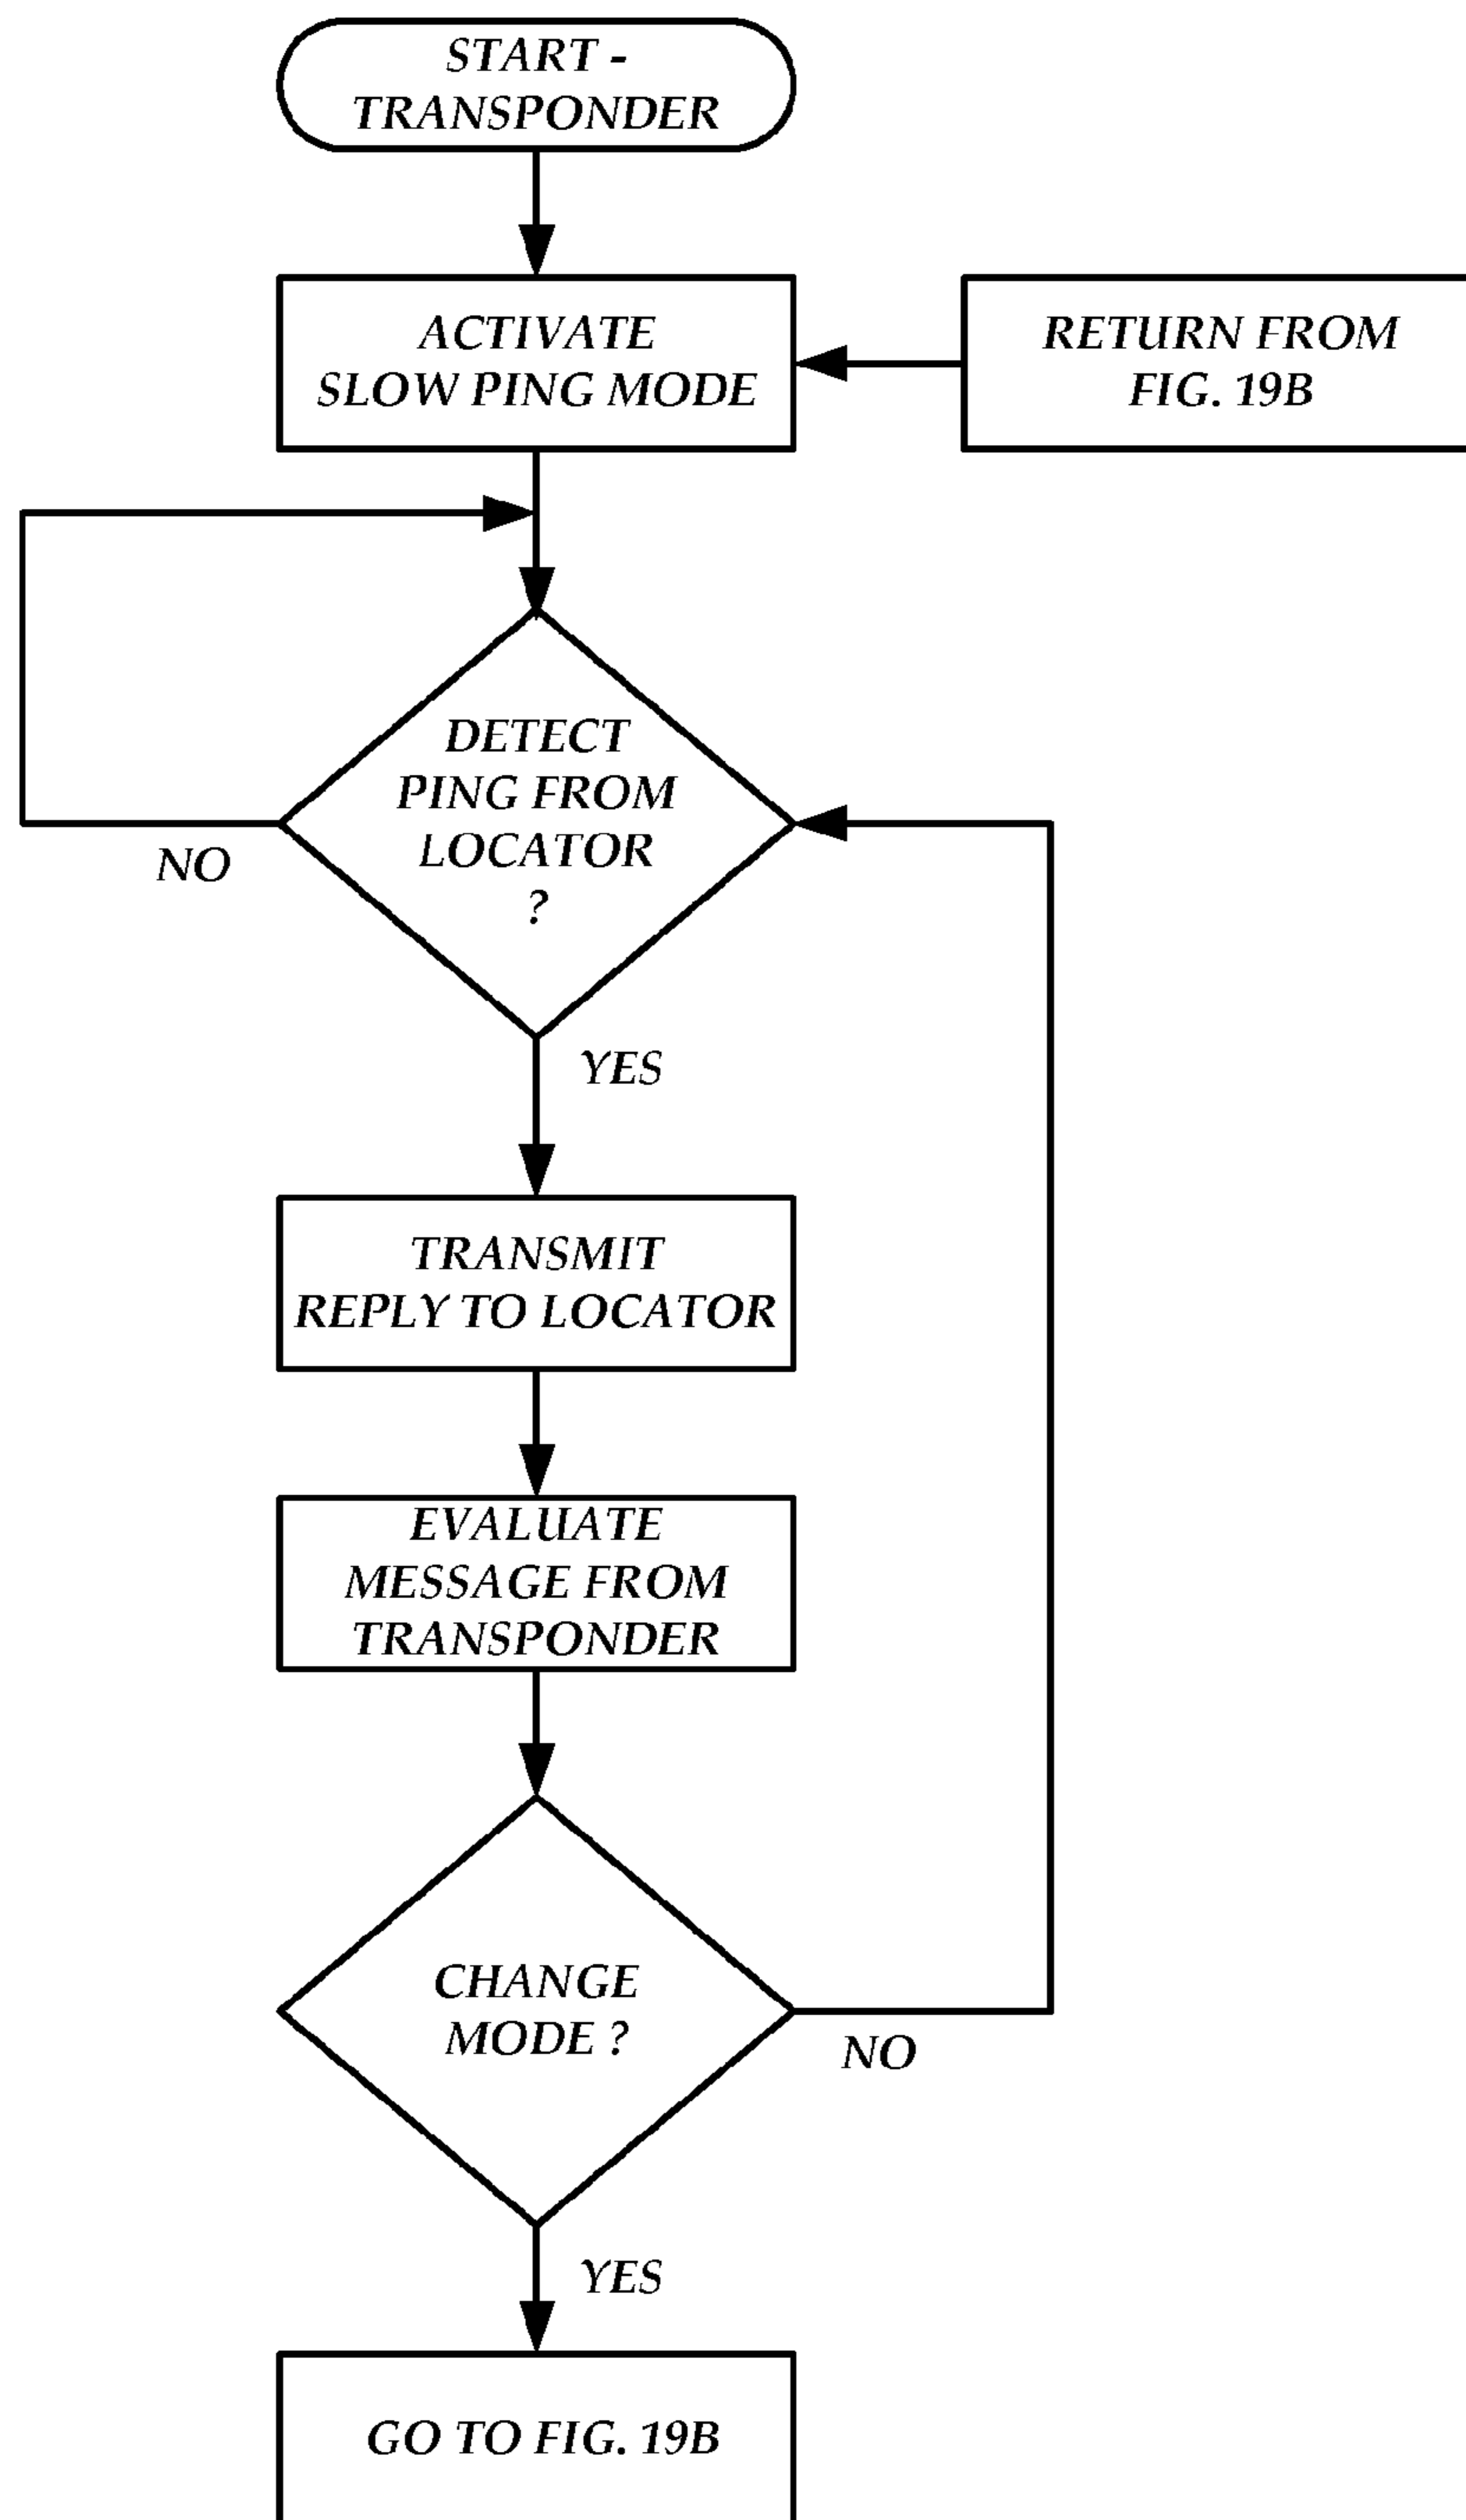 START -
TRANSPONDER
ACTIVATE
SLOW PING MODE
RETURN FROM
FIG. 19B
DETECT
PING FROM
LOCATOR
?
NO
YES
TRANSMIT
REPLY TO LOCATOR
EVALUATE
MESSAGE FROM
TRANSPONDER
CHANGE
MODE ?
NO
YES
GO TO FIG. 19B